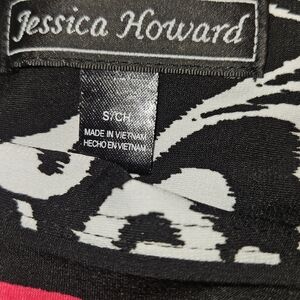 Jessica Howard
S/CH
MADE IN VIETNAM
HECHO EN VIETNAM